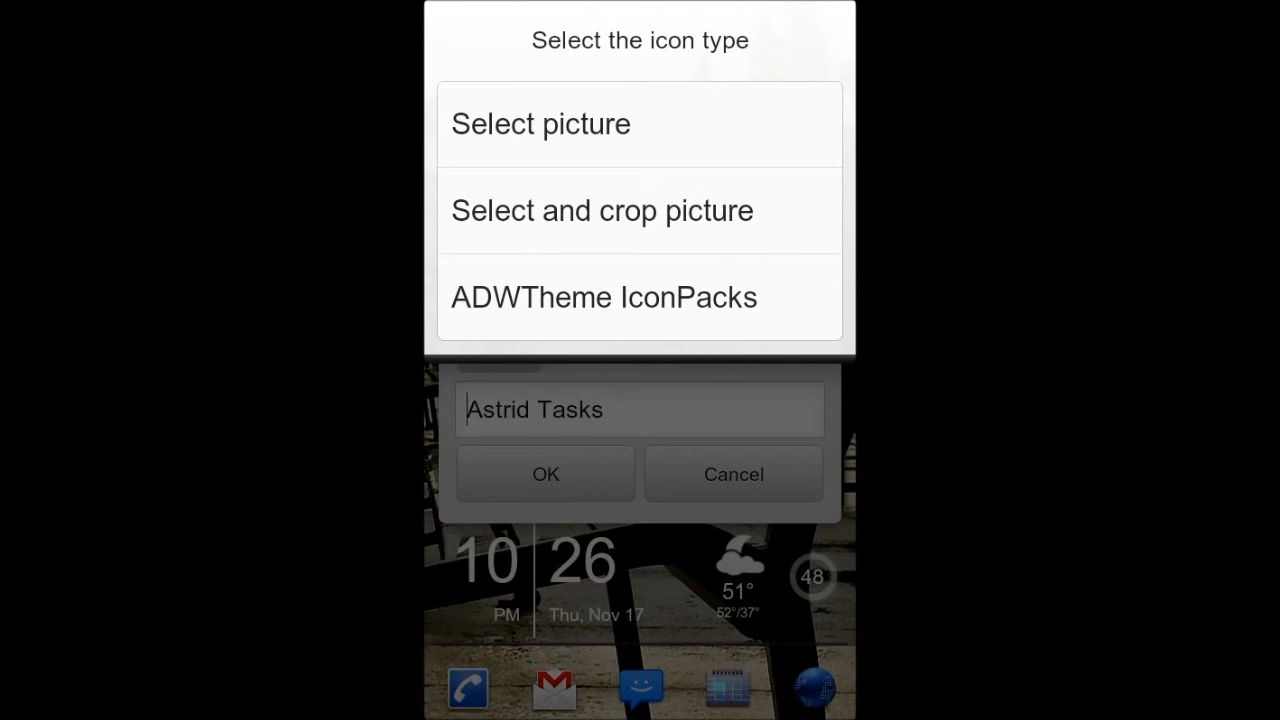 Select the icon type
Select picture
Select and crop picture
ADWTheme IconPacks
Astrid Tasks
OK Cancel
10 26
PM Thu, Nov 17
51°
52°/37°
48